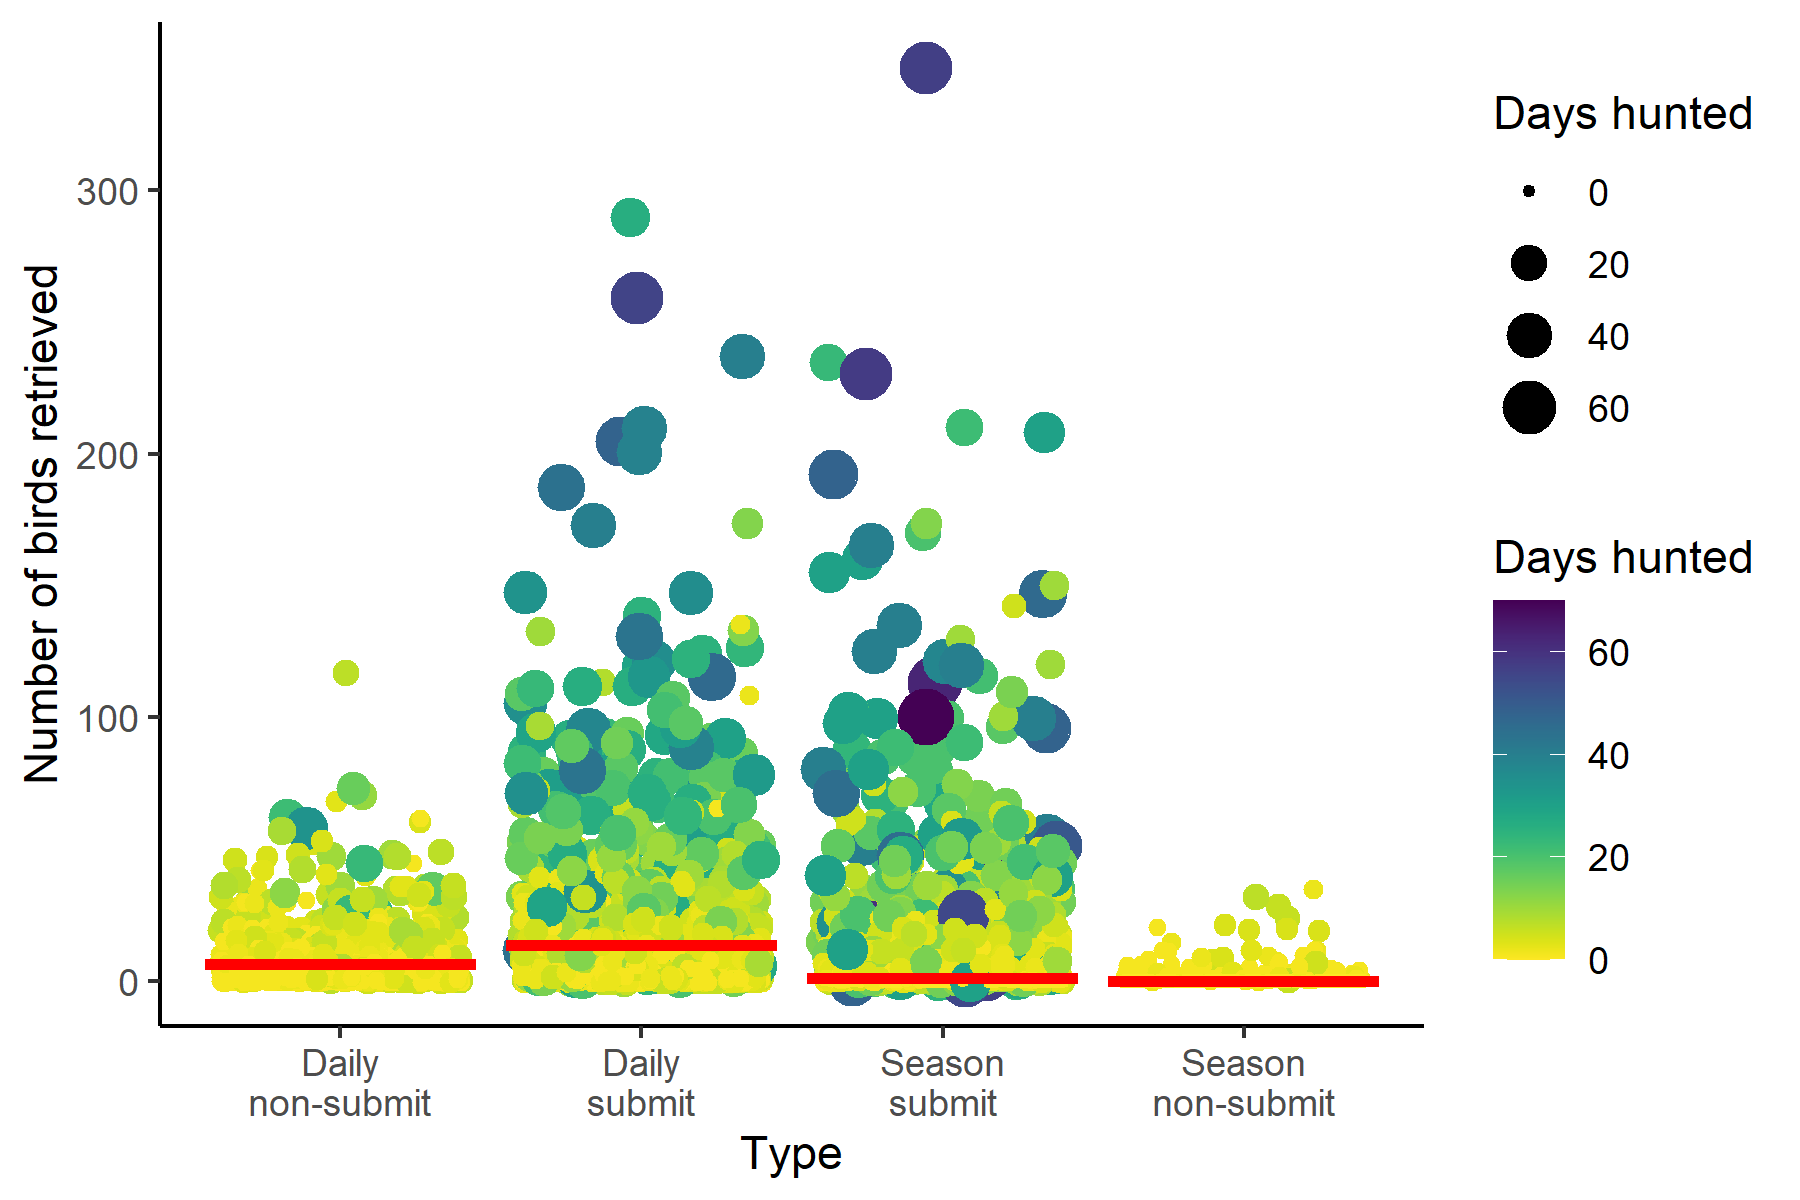 Number of birds retrieved
300
200
100
0
Daily
non-submit
Daily
submit
Season
submit
Season
non-submit
Type
Days hunted
0
20
40
60
Days hunted
60
40
20
0